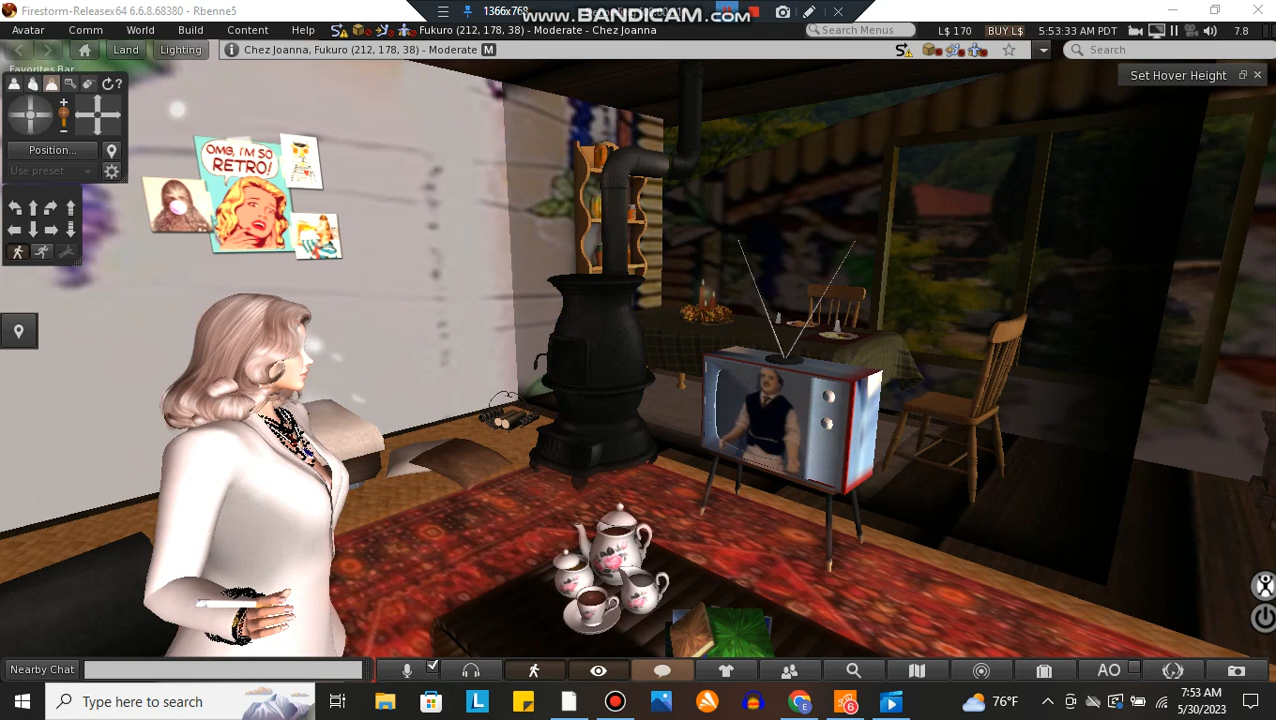 Firestorm-Releasex64 6.6.8.68380 - Rbenne5
1366x768
www.BANDICAM.com
Avatar Comm World Build Content Help
Fukuro (212, 178, 38) - Moderate - Chez Joanna
Search Menus
L$ 170
BUY L$
5:53:33 AM PDT
7.8
Land
Lighting
Chez Joanna, Fukuro (212, 178, 38) - Moderate M
Search
Favorites Bar
Set Hover Height
Position...
Use preset
OMG, I'M SO
RETRO!
Nearby Chat
AO
Type here to search
L
E
6
76°F
7:53 AM
5/30/2023